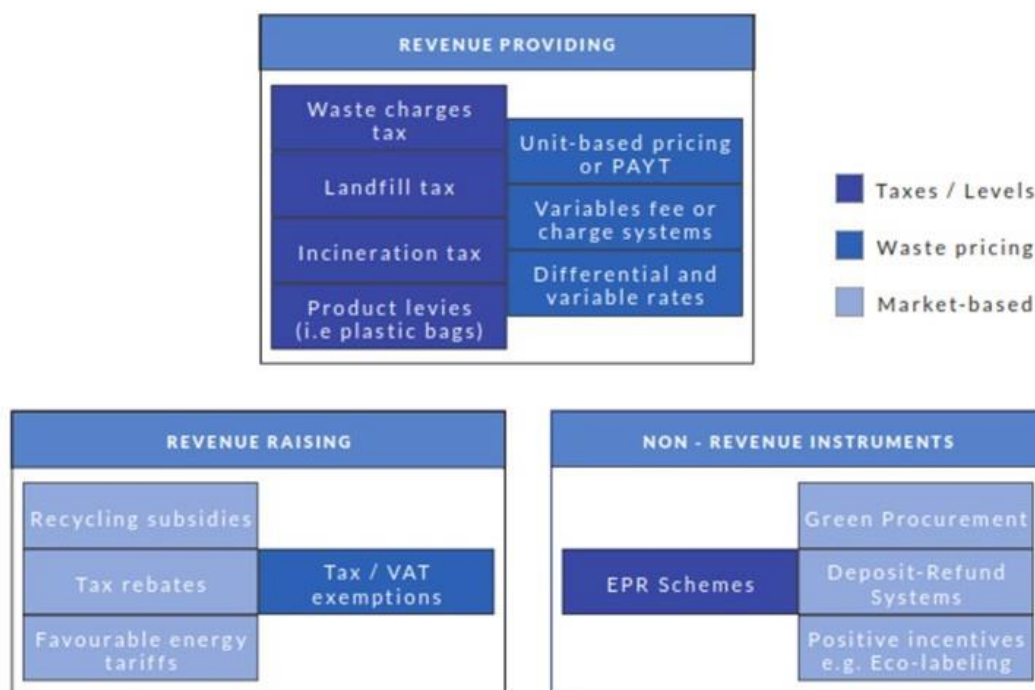 REVENUE PROVIDING
Waste charges
tax
Landfill tax
Incineration tax
Product levies
(i.e plastic bags)
Unit-based pricing
or PAYT
Variables fee or
charge systems
Differential and
variable rates
Taxes / Levels
Waste pricing
Market-based
REVENUE RAISING
Recycling subsidies
Tax rebates
Favourable energy
tariffs
Tax / VAT
exemptions
NON - REVENUE INSTRUMENTS
EPR Schemes
Green Procurement
Deposit-Refund
Systems
Positive incentives
e.g. Eco-labeling